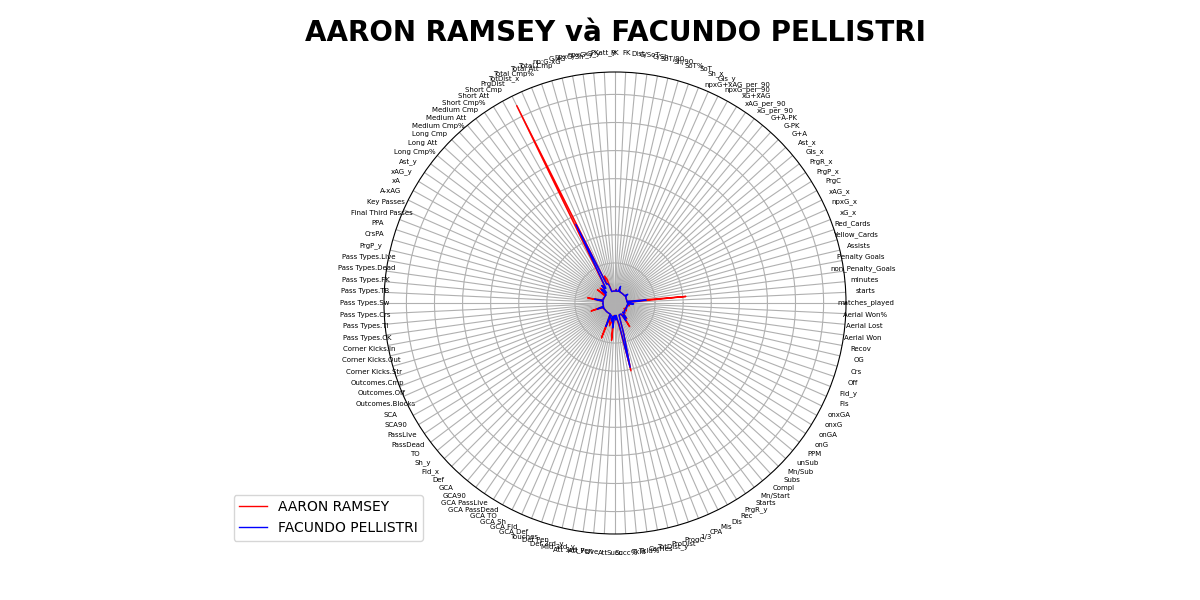 AARON RAMSEY và FACUNDO PELLISTRI
FK
Gls_y
Sh_x
SoT
SoT%
Sh/90
npxG+xAG_per_90
npxG_per_90
xG+xAG
xAG_per_90
xG_per_90
G+A-PK
G-PK
G+A
Ast_x
Gls_x
PrgR_x
PrgP_x
PrgC
xAG_x
npxG_x
xG_x
Red_Cards
Yellow_Cards
Assists
Penalty Goals
non_Penalty_Goals
minutes
starts
matches_played
Aerial Won%
Aerial Lost
Aerial Won
Recov
OG
Crs
Off
Fld_y
Fls
onxGA
onxG
onGA
onG
PPM
unSub
Mn/Sub
Subs
Compl
Mn/Start
Starts
PrgR_y
Rec
Dis
Mis
CPA
1/3
ProgC
PrgDist
TotDist_y
Carries
Succ
Att
Touches
GCA Def
GCA Fld
GCA Sh
GCA TO
GCA PassDead
GCA PassLive
GCA90
GCA
Def
Fld_x
Sh_y
TO
PassDead
PassLive
SCA90
SCA
Outcomes.Blocks
Outcomes.Off
Outcomes.Cmp
Corner Kicks.Str
Corner Kicks.Out
Corner Kicks.In
Pass Types.CK
Pass Types.TI
Pass Types.Crs
Pass Types.Sw
Pass Types.TB
Pass Types.FK
Pass Types.Dead
Pass Types.Live
PrgP_y
CrsPA
PPA
Final Third Passes
Key Passes
A-xAG
xA
xAG_y
Ast_y
Long Cmp%
Long Att
Long Cmp
Medium Cmp%
Medium Att
Medium Cmp
Short Cmp%
Short Att
Short Cmp
PrgDist
TotDist_x
Total Cmp%
Total Att
Total Cmp
AARON RAMSEY
FACUNDO PELLISTRI